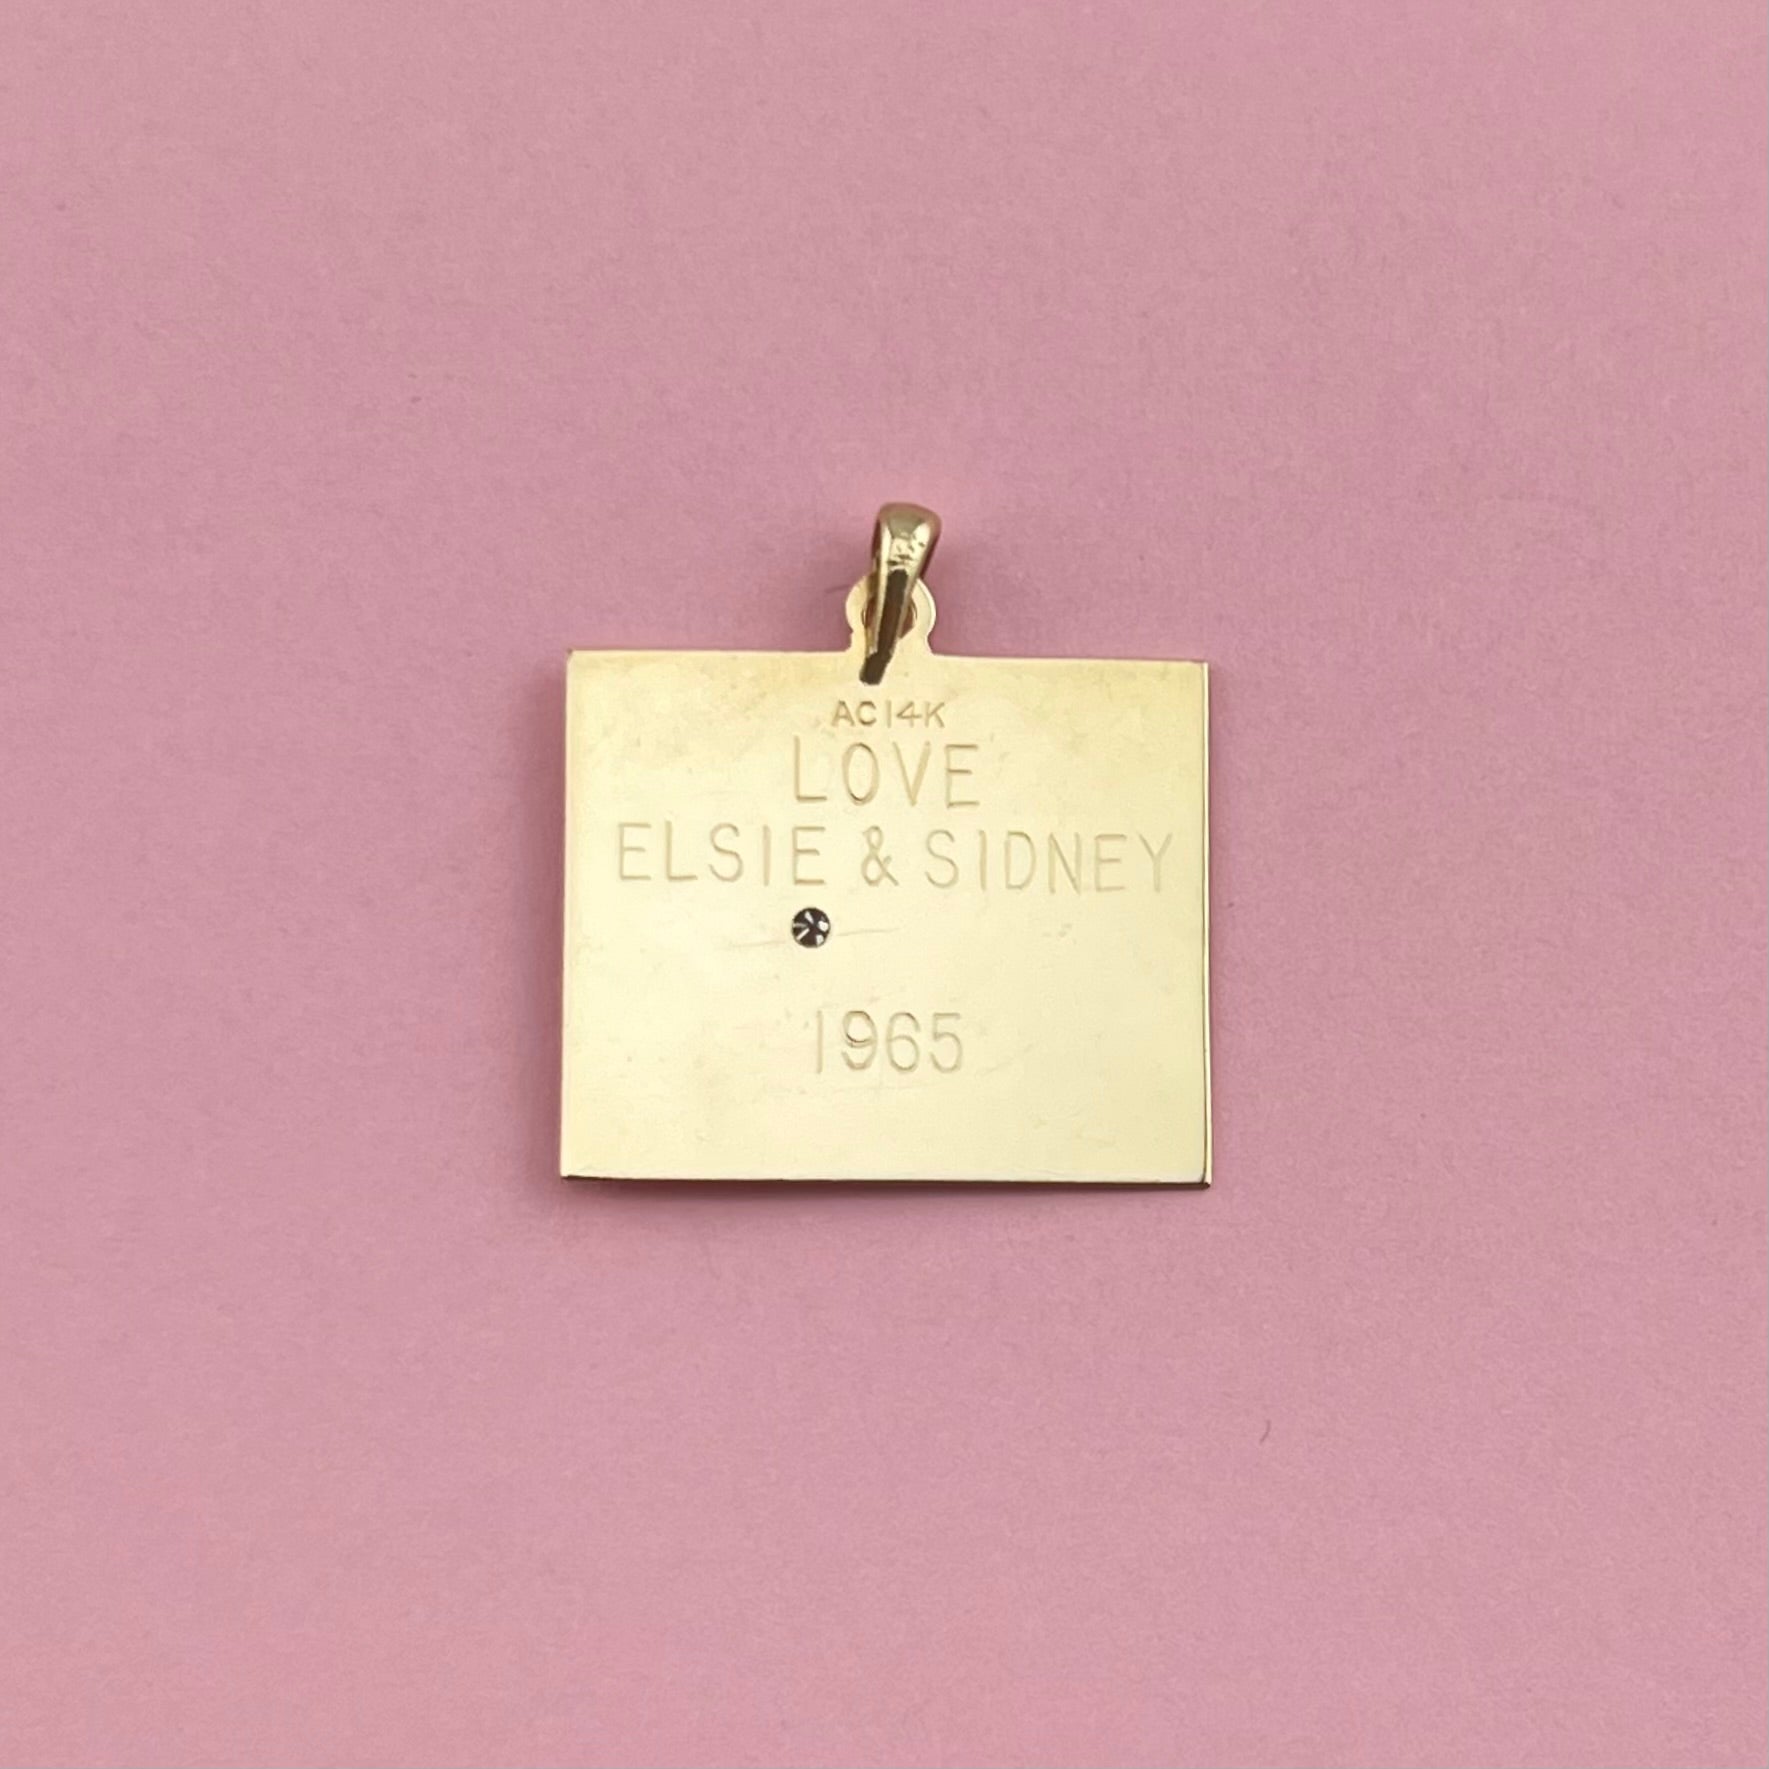 AC14K
LOVE
ELSIE & SIDNEY
1965